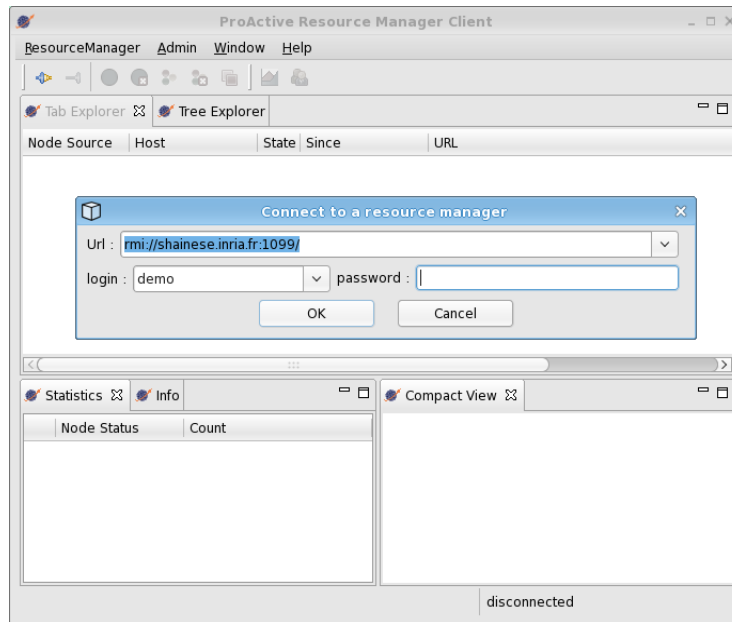 ProActive Resource Manager Client
ResourceManager Admin Window Help
Tab Explorer Tree Explorer
Node Source Host State Since URL
Connect to a resource manager
Url : rmi://shainese.inria.fr:1099/
login : demo password :
OK Cancel
Statistics Info
Compact View
Node Status Count
disconnected